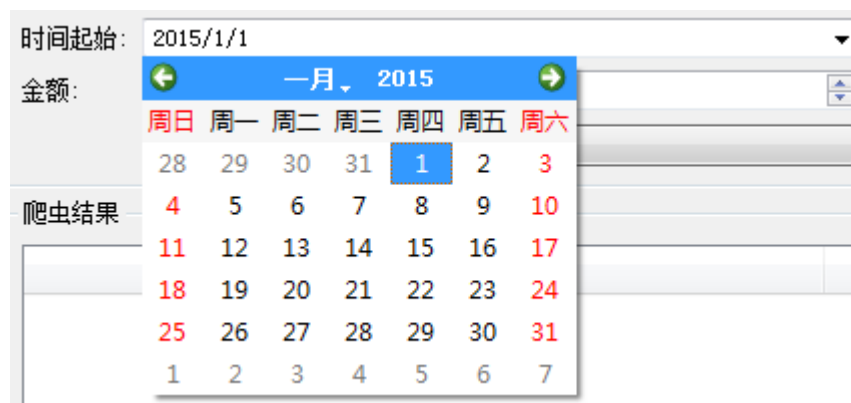 时间起始: 2015/1/1
一月 2015
金额:
周日 周一 周二 周三 周四 周五 周六
28 29 30 31 1 2 3
4 5 6 7 8 9 10
爬虫结果
11 12 13 14 15 16 17
18 19 20 21 22 23 24
25 26 27 28 29 30 31
1 2 3 4 5 6 7